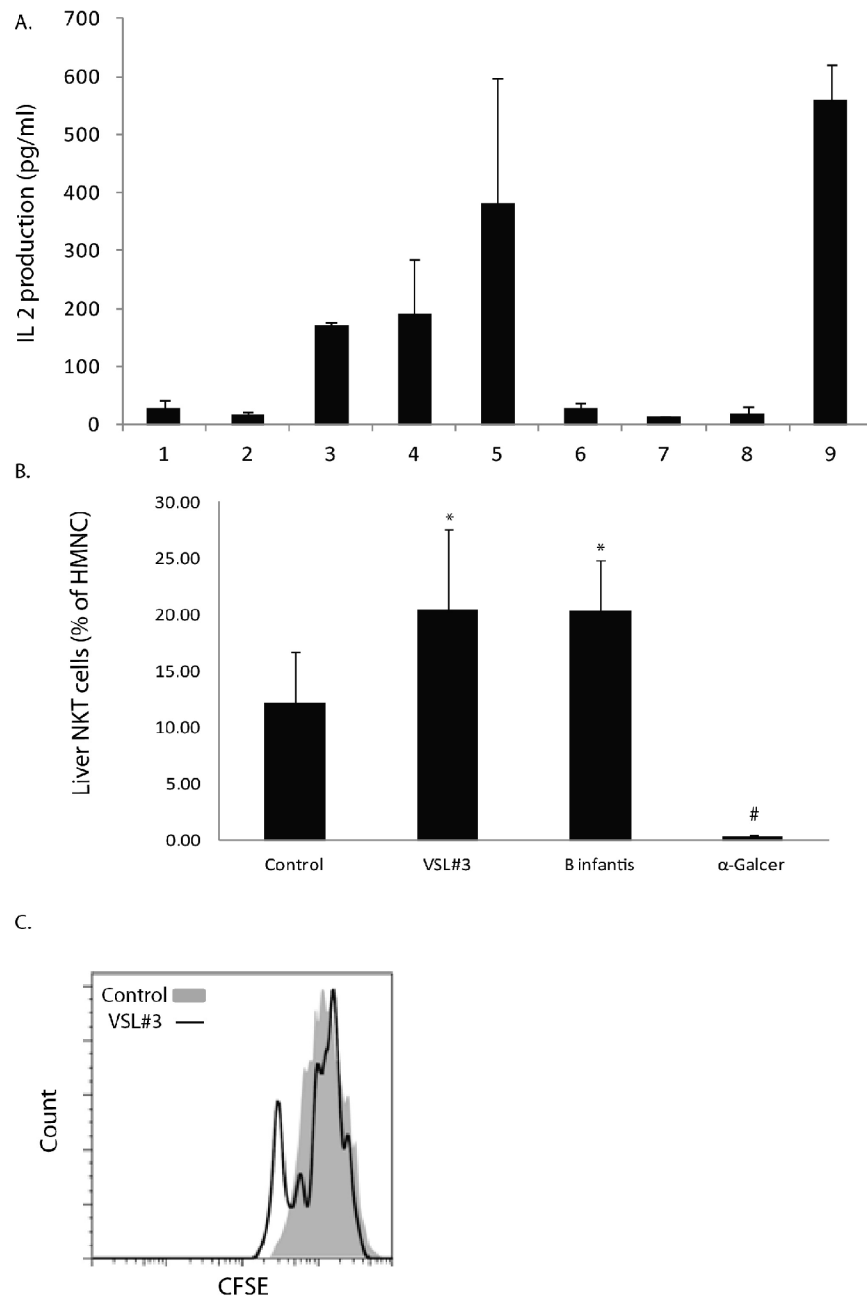 A.
IL 2 production (pg/ml)
700
600
500
400
300
200
100
0
1 2 3 4 5 6 7 8 9
B.
Liver NKT cells (% of HMNC)
30.00
25.00
20.00
15.00
10.00
5.00
0.00
* * #
Control VSL#3 B infantis α-Galcer
C.
Control
VSL#3
Count
CFSE